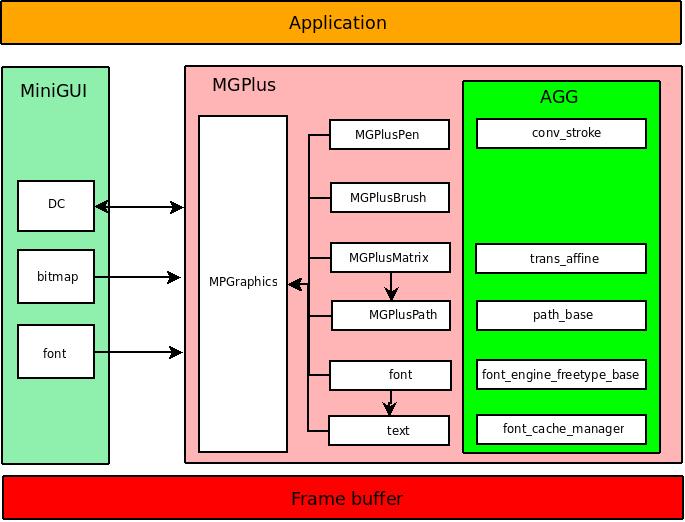 Application
MiniGUI
DC
bitmap
font
MGPlus
MPGraphics
MGPlusPen
MGPlusBrush
MGPlusMatrix
MGPlusPath
font
text
AGG
conv_stroke
trans_affine
path_base
font_engine_freetype_base
font_cache_manager
Frame buffer